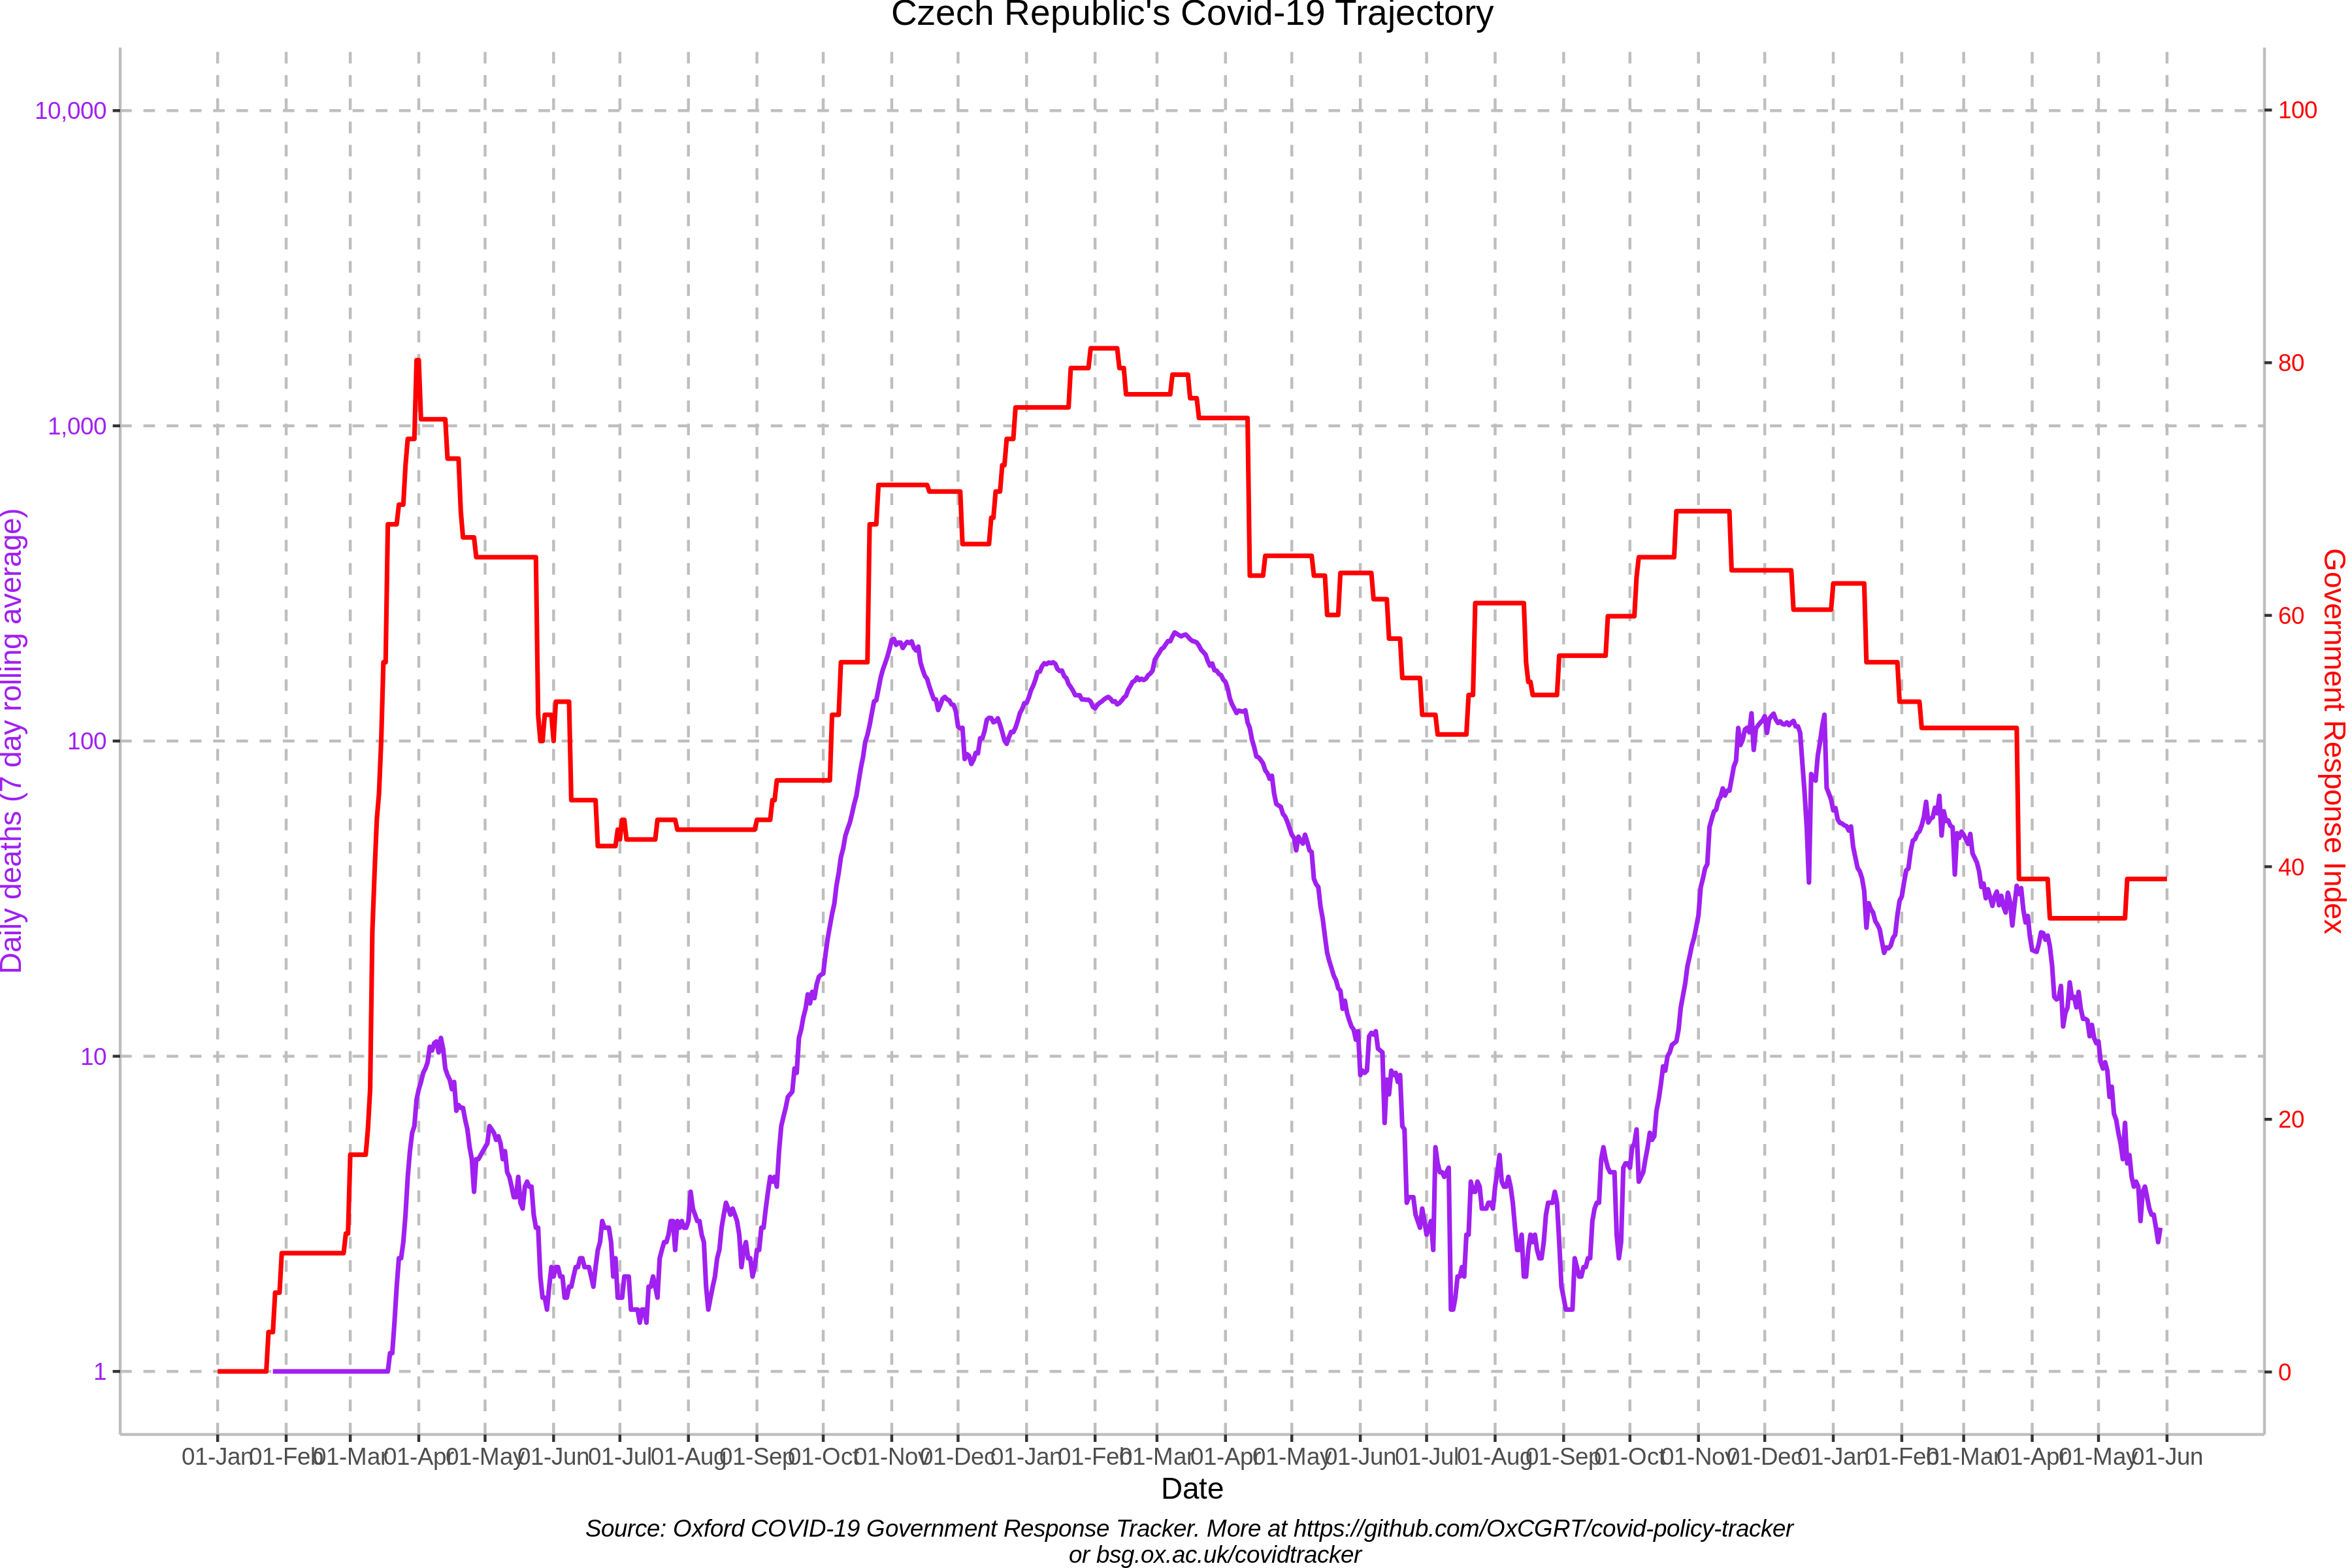 Czech Republic's Covid-19 Trajectory
Daily deaths (7 day rolling average)
10,000
1,000
100
10
1
Government Response Index
100
80
60
40
20
0
01-Jan 01-Feb 01-Mar 01-Apr 01-May 01-Jun 01-Jul 01-Aug 01-Sep 01-Oct 01-Nov 01-Dec 01-Jan 01-Feb 01-Mar 01-Apr 01-May 01-Jun 01-Jul 01-Aug 01-Sep 01-Oct 01-Nov 01-Dec 01-Jan 01-Feb 01-Mar 01-Apr 01-May 01-Jun
Date
Source: Oxford COVID-19 Government Response Tracker. More at https://github.com/OxCGRT/covid-policy-tracker
or bsg.ox.ac.uk/covidtracker